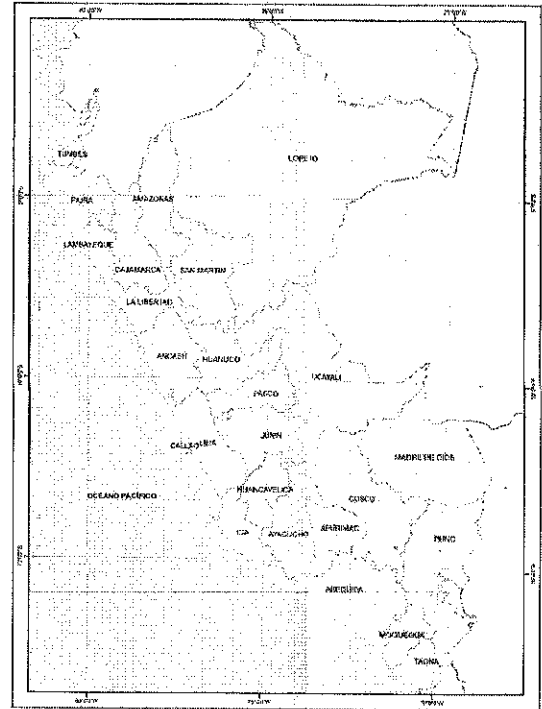 TUMBES
LORETO
PIURA
AMAZONAS
LAMBAYEQUE
CAJAMARCA
SAN MARTIN
LA LIBERTAD
ANCASH
HUANUCO
UCAYALI
PASCO
JUNIN
CALLAO
LIMA
MADRE DE DIOS
HUANCAVELICA
CUSCO
OCEANO PACÍFICO
APURIMAC
ICA
AYACUCHO
PUNO
AREQUIPA
MOQUEGUA
TACNA